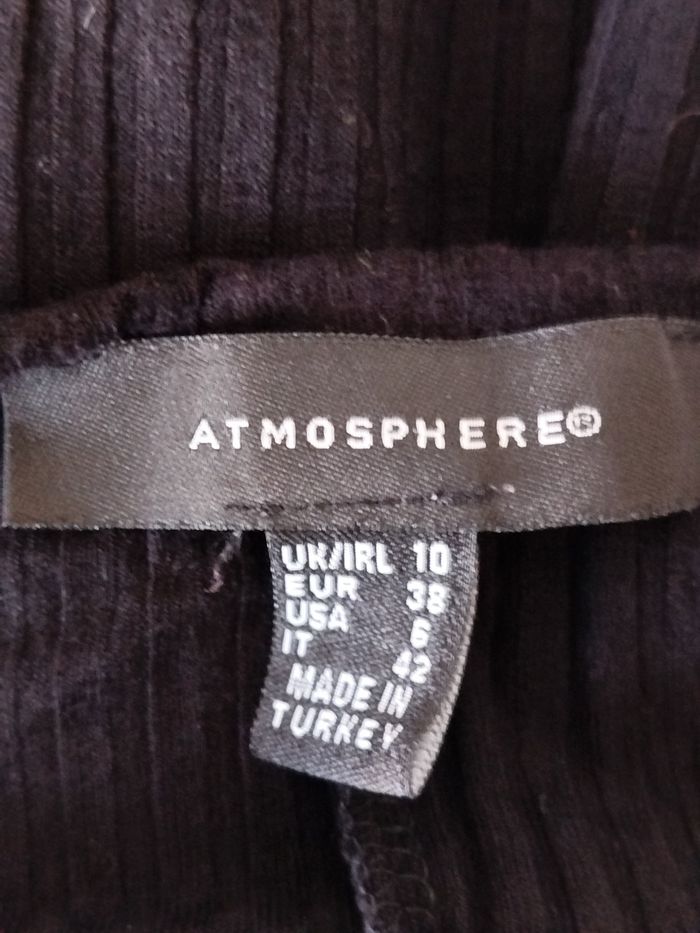 ATMOSPHERE®
UK/IRL 10
EUR 38
USA 6
IT 42
MADE IN
TURKEY